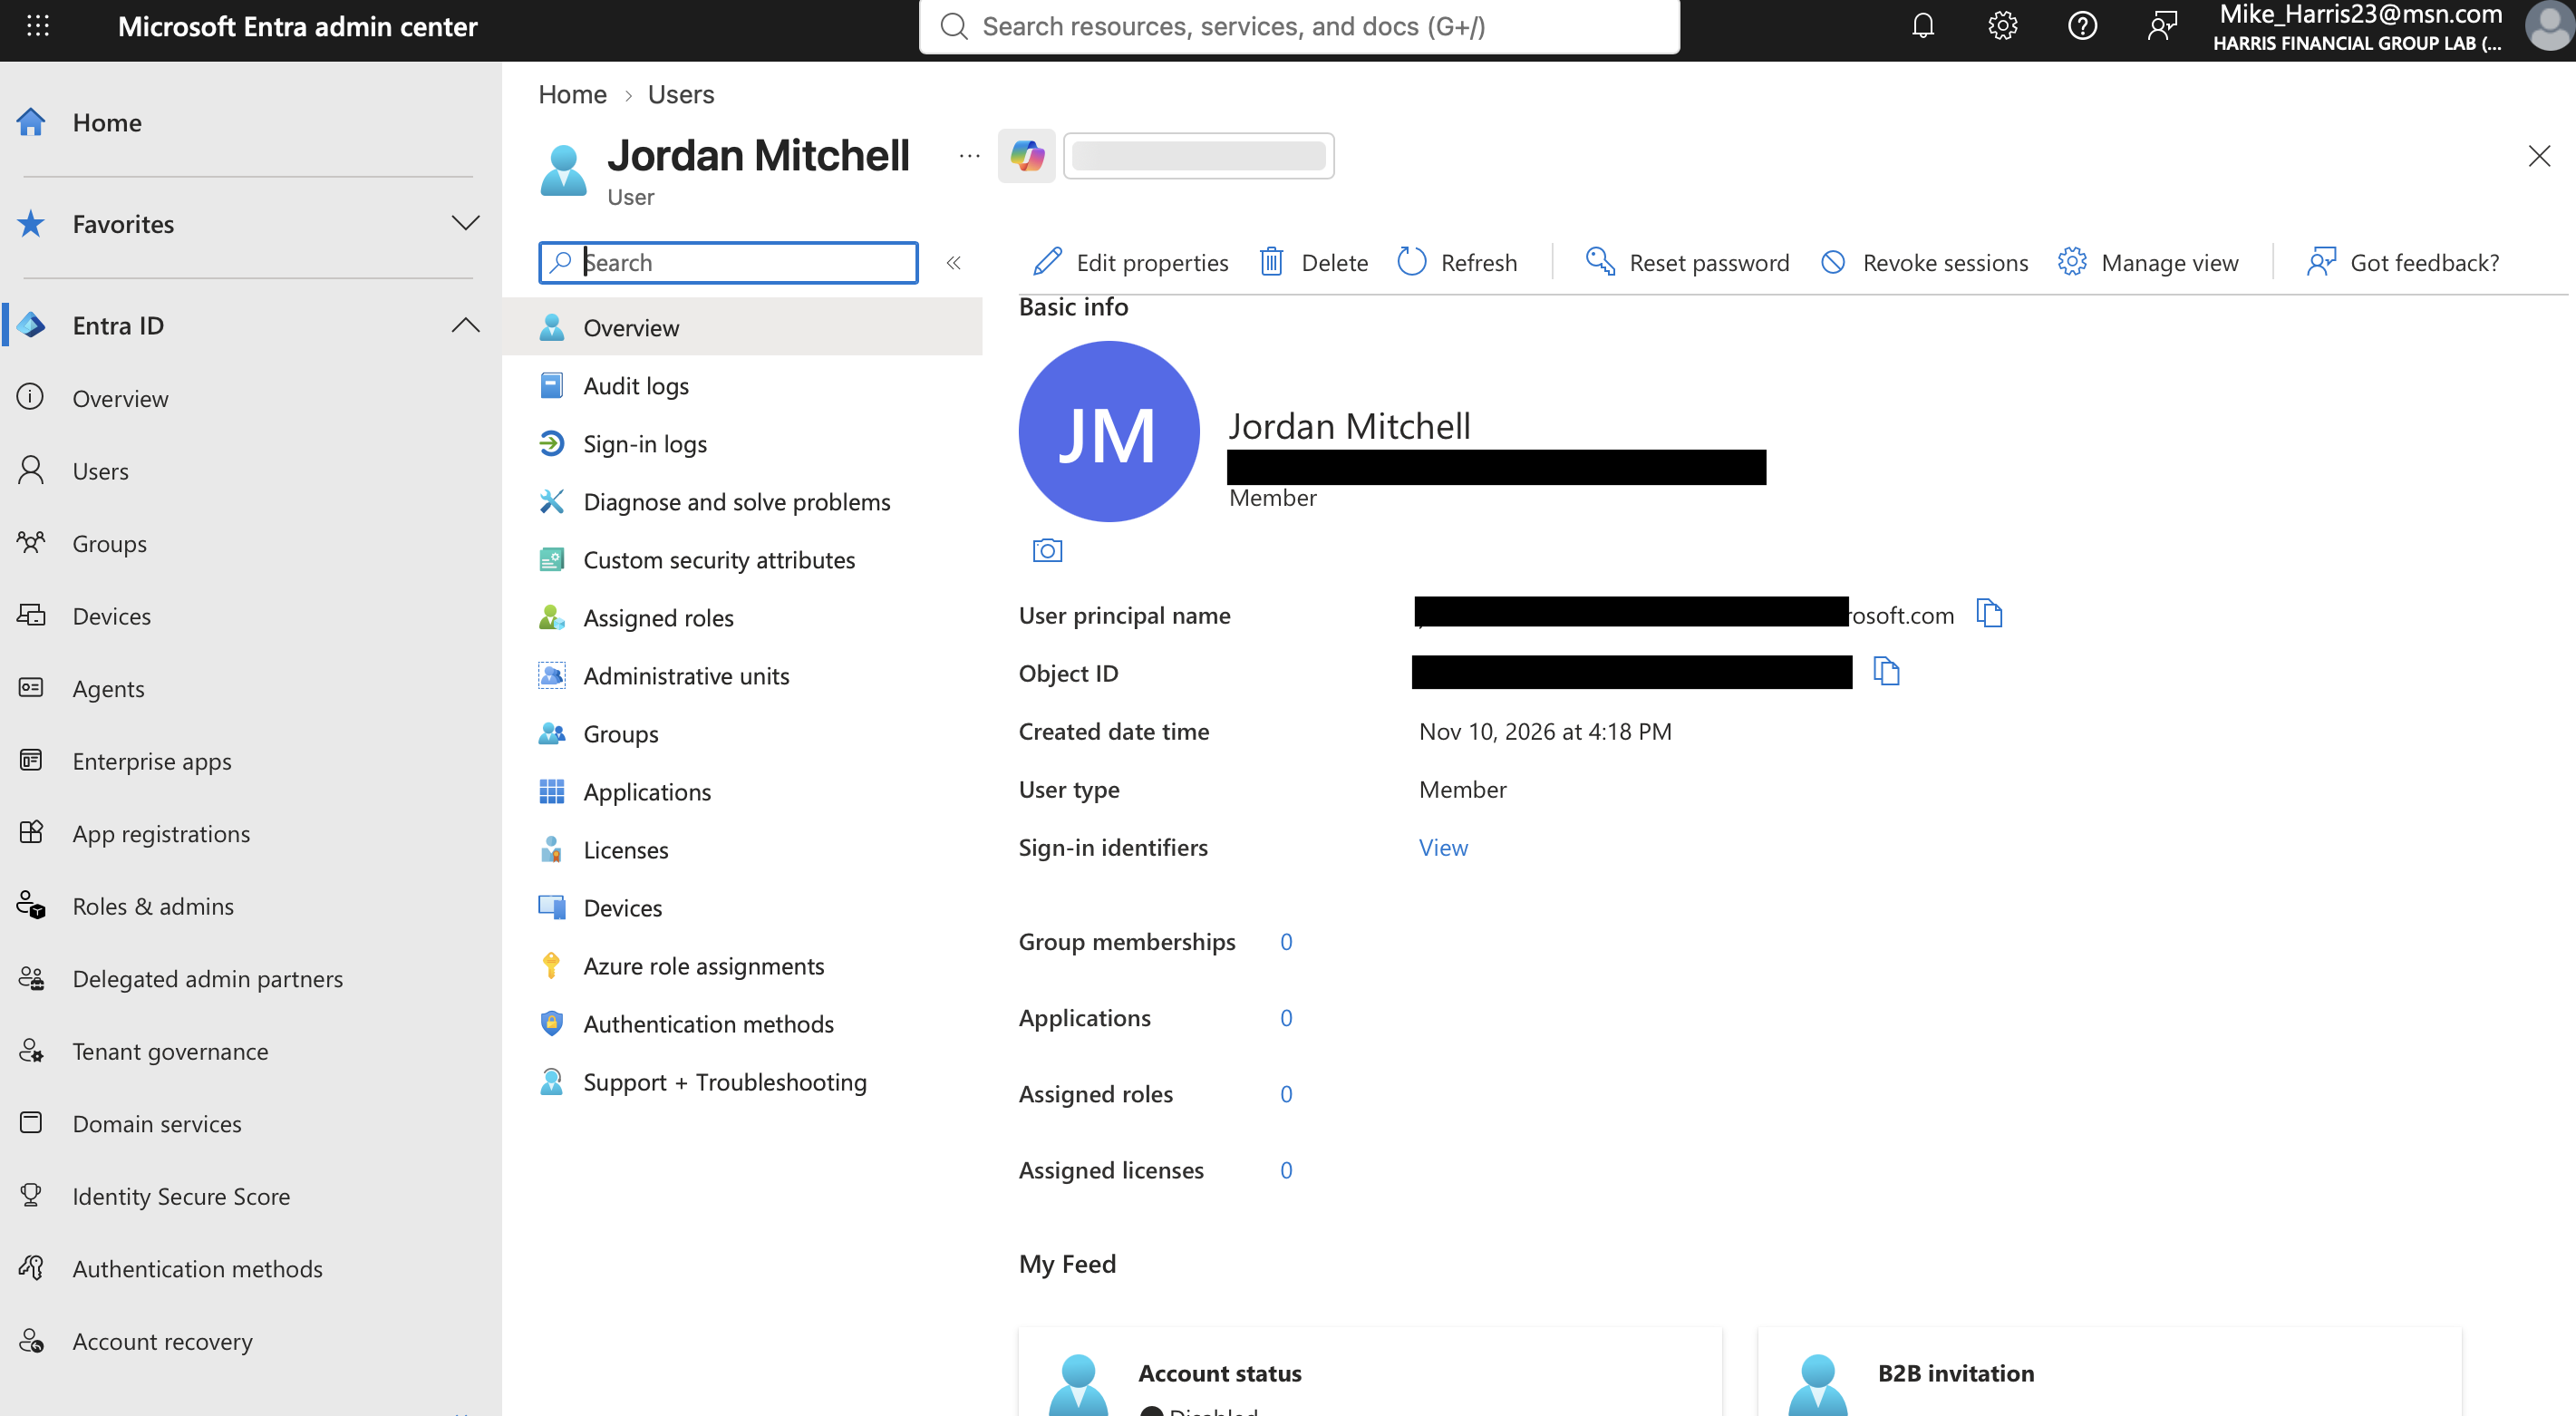 Microsoft Entra admin center
Search resources, services, and docs (G+/)
Mike_Harris23@msn.com
HARRIS FINANCIAL GROUP LAB (...
Home
Favorites
Entra ID
Overview
Users
Groups
Devices
Agents
Enterprise apps
App registrations
Roles & admins
Delegated admin partners
Tenant governance
Domain services
Identity Secure Score
Authentication methods
Account recovery
Home > Users
Jordan Mitchell ...
User
Search
Overview
Audit logs
Sign-in logs
Diagnose and solve problems
Custom security attributes
Assigned roles
Administrative units
Groups
Applications
Licenses
Devices
Azure role assignments
Authentication methods
Support + Troubleshooting
Edit properties Delete Refresh Reset password Revoke sessions Manage view Got feedback?
Basic info
JM
Jordan Mitchell
Member
User principal name rosoft.com
Object ID
Created date time Nov 10, 2026 at 4:18 PM
User type Member
Sign-in identifiers View
Group memberships 0
Applications 0
Assigned roles 0
Assigned licenses 0
My Feed
Account status
Disabled
B2B invitation